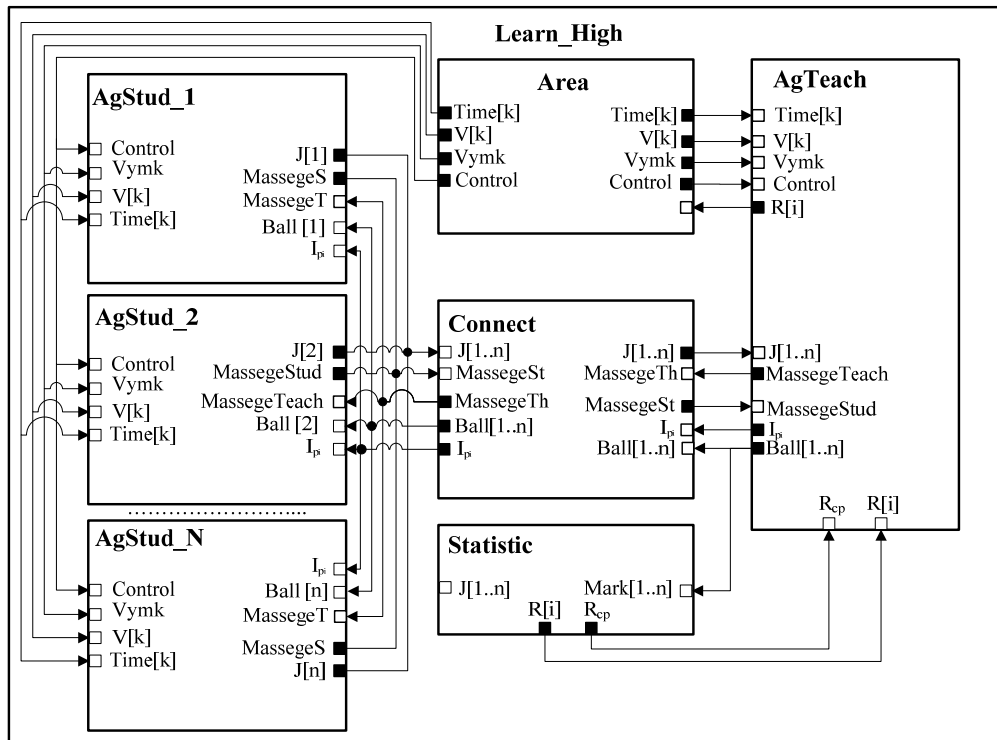 Learn_High
AgStud_1
Control
Vymk
V[k]
Time[k]
J[1]
MassegeS
MassegeT
Ball [1]
Ipi
AgStud_2
Control
Vymk
V[k]
Time[k]
J[2]
MassegeStud
MassegeTeach
Ball [2]
Ipi
........................
AgStud_N
Control
Vymk
V[k]
Time[k]
Ipi
Ball [n]
MassegeT
MassegeS
J[n]
Area
Time[k]
V[k]
Vymk
Control
Time[k]
V[k]
Vymk
Control
Connect
J[1..n]
MassegeSt
MassegeTh
Ball[1..n]
Ipi
J[1..n]
MassegeTh
MassegeSt
Ipi
Ball[1..n]
Statistic
J[1..n]
Mark[1..n]
R[i]
Rcp
AgTeach
Time[k]
V[k]
Vymk
Control
R[i]
J[1..n]
MassegeTeach
MassegeStud
Ipi
Ball[1..n]
Rcp
R[i]